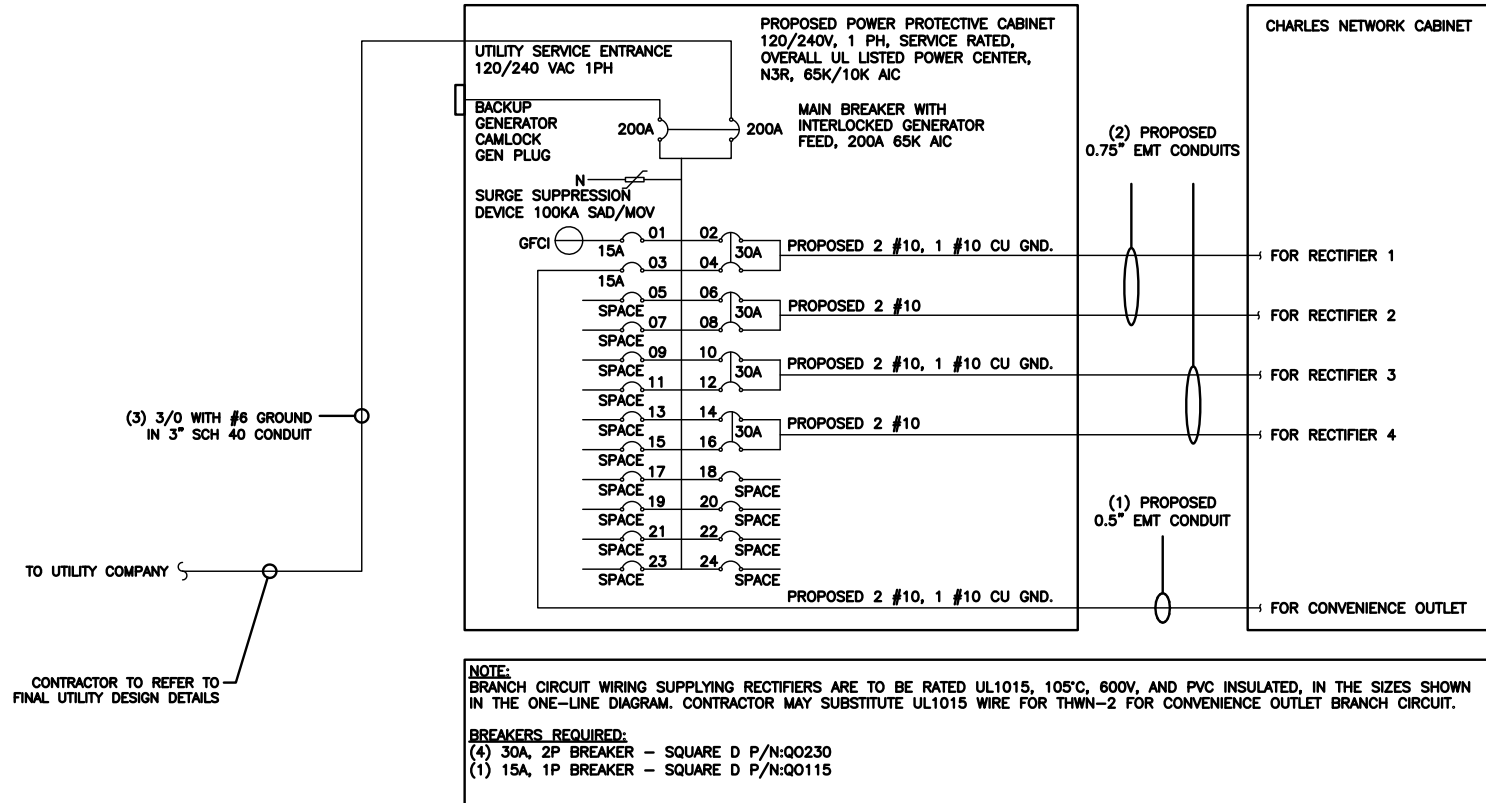 PROPOSED POWER PROTECTIVE CABINET
120/240V, 1 PH, SERVICE RATED,
OVERALL UL LISTED POWER CENTER,
N3R, 65K/10K AIC
CHARLES NETWORK CABINET
UTILITY SERVICE ENTRANCE
120/240 VAC 1PH
BACKUP
GENERATOR
CAMLOCK
GEN PLUG
200A
200A
MAIN BREAKER WITH
INTERLOCKED GENERATOR
FEED, 200A 65K AIC
(2) PROPOSED
0.75" EMT CONDUITS
N
SURGE SUPPRESSION
DEVICE 100KA SAD/MOV
GFCI
15A
01
02
30A
PROPOSED 2 #10, 1 #10 CU GND.
FOR RECTIFIER 1
15A
03
04
SPACE
05
06
30A
PROPOSED 2 #10
FOR RECTIFIER 2
SPACE
07
08
SPACE
09
10
30A
PROPOSED 2 #10, 1 #10 CU GND.
FOR RECTIFIER 3
SPACE
11
12
SPACE
13
14
30A
PROPOSED 2 #10
FOR RECTIFIER 4
SPACE
15
16
SPACE
17
18
SPACE
SPACE
19
20
SPACE
SPACE
21
22
SPACE
SPACE
23
24
SPACE
(3) 3/0 WITH #6 GROUND
IN 3" SCH 40 CONDUIT
(1) PROPOSED
0.5" EMT CONDUIT
TO UTILITY COMPANY
PROPOSED 2 #10, 1 #10 CU GND.
FOR CONVENIENCE OUTLET
CONTRACTOR TO REFER TO
FINAL UTILITY DESIGN DETAILS
NOTE:
BRANCH CIRCUIT WIRING SUPPLYING RECTIFIERS ARE TO BE RATED UL1015, 105°C, 600V, AND PVC INSULATED, IN THE SIZES SHOWN
IN THE ONE-LINE DIAGRAM. CONTRACTOR MAY SUBSTITUTE UL1015 WIRE FOR THWN-2 FOR CONVENIENCE OUTLET BRANCH CIRCUIT.
BREAKERS REQUIRED:
(4) 30A, 2P BREAKER - SQUARE D P/N:QO230
(1) 15A, 1P BREAKER - SQUARE D P/N:QO115